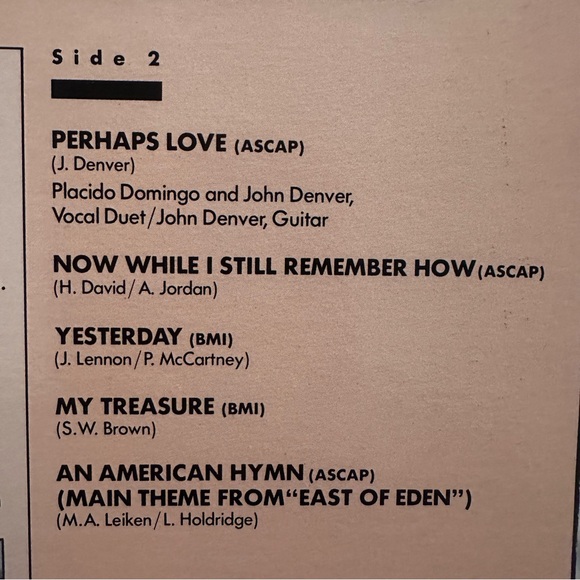 Side 2
PERHAPS LOVE (ASCAP)
(J. Denver)
Placido Domingo and John Denver,
Vocal Duet/John Denver, Guitar
NOW WHILE I STILL REMEMBER HOW (ASCAP)
(H. David/A. Jordan)
YESTERDAY (BMI)
(J. Lennon/P. McCartney)
MY TREASURE (BMI)
(S.W. Brown)
AN AMERICAN HYMN (ASCAP)
(MAIN THEME FROM "EAST OF EDEN")
(M.A. Leiken/L. Holdridge)